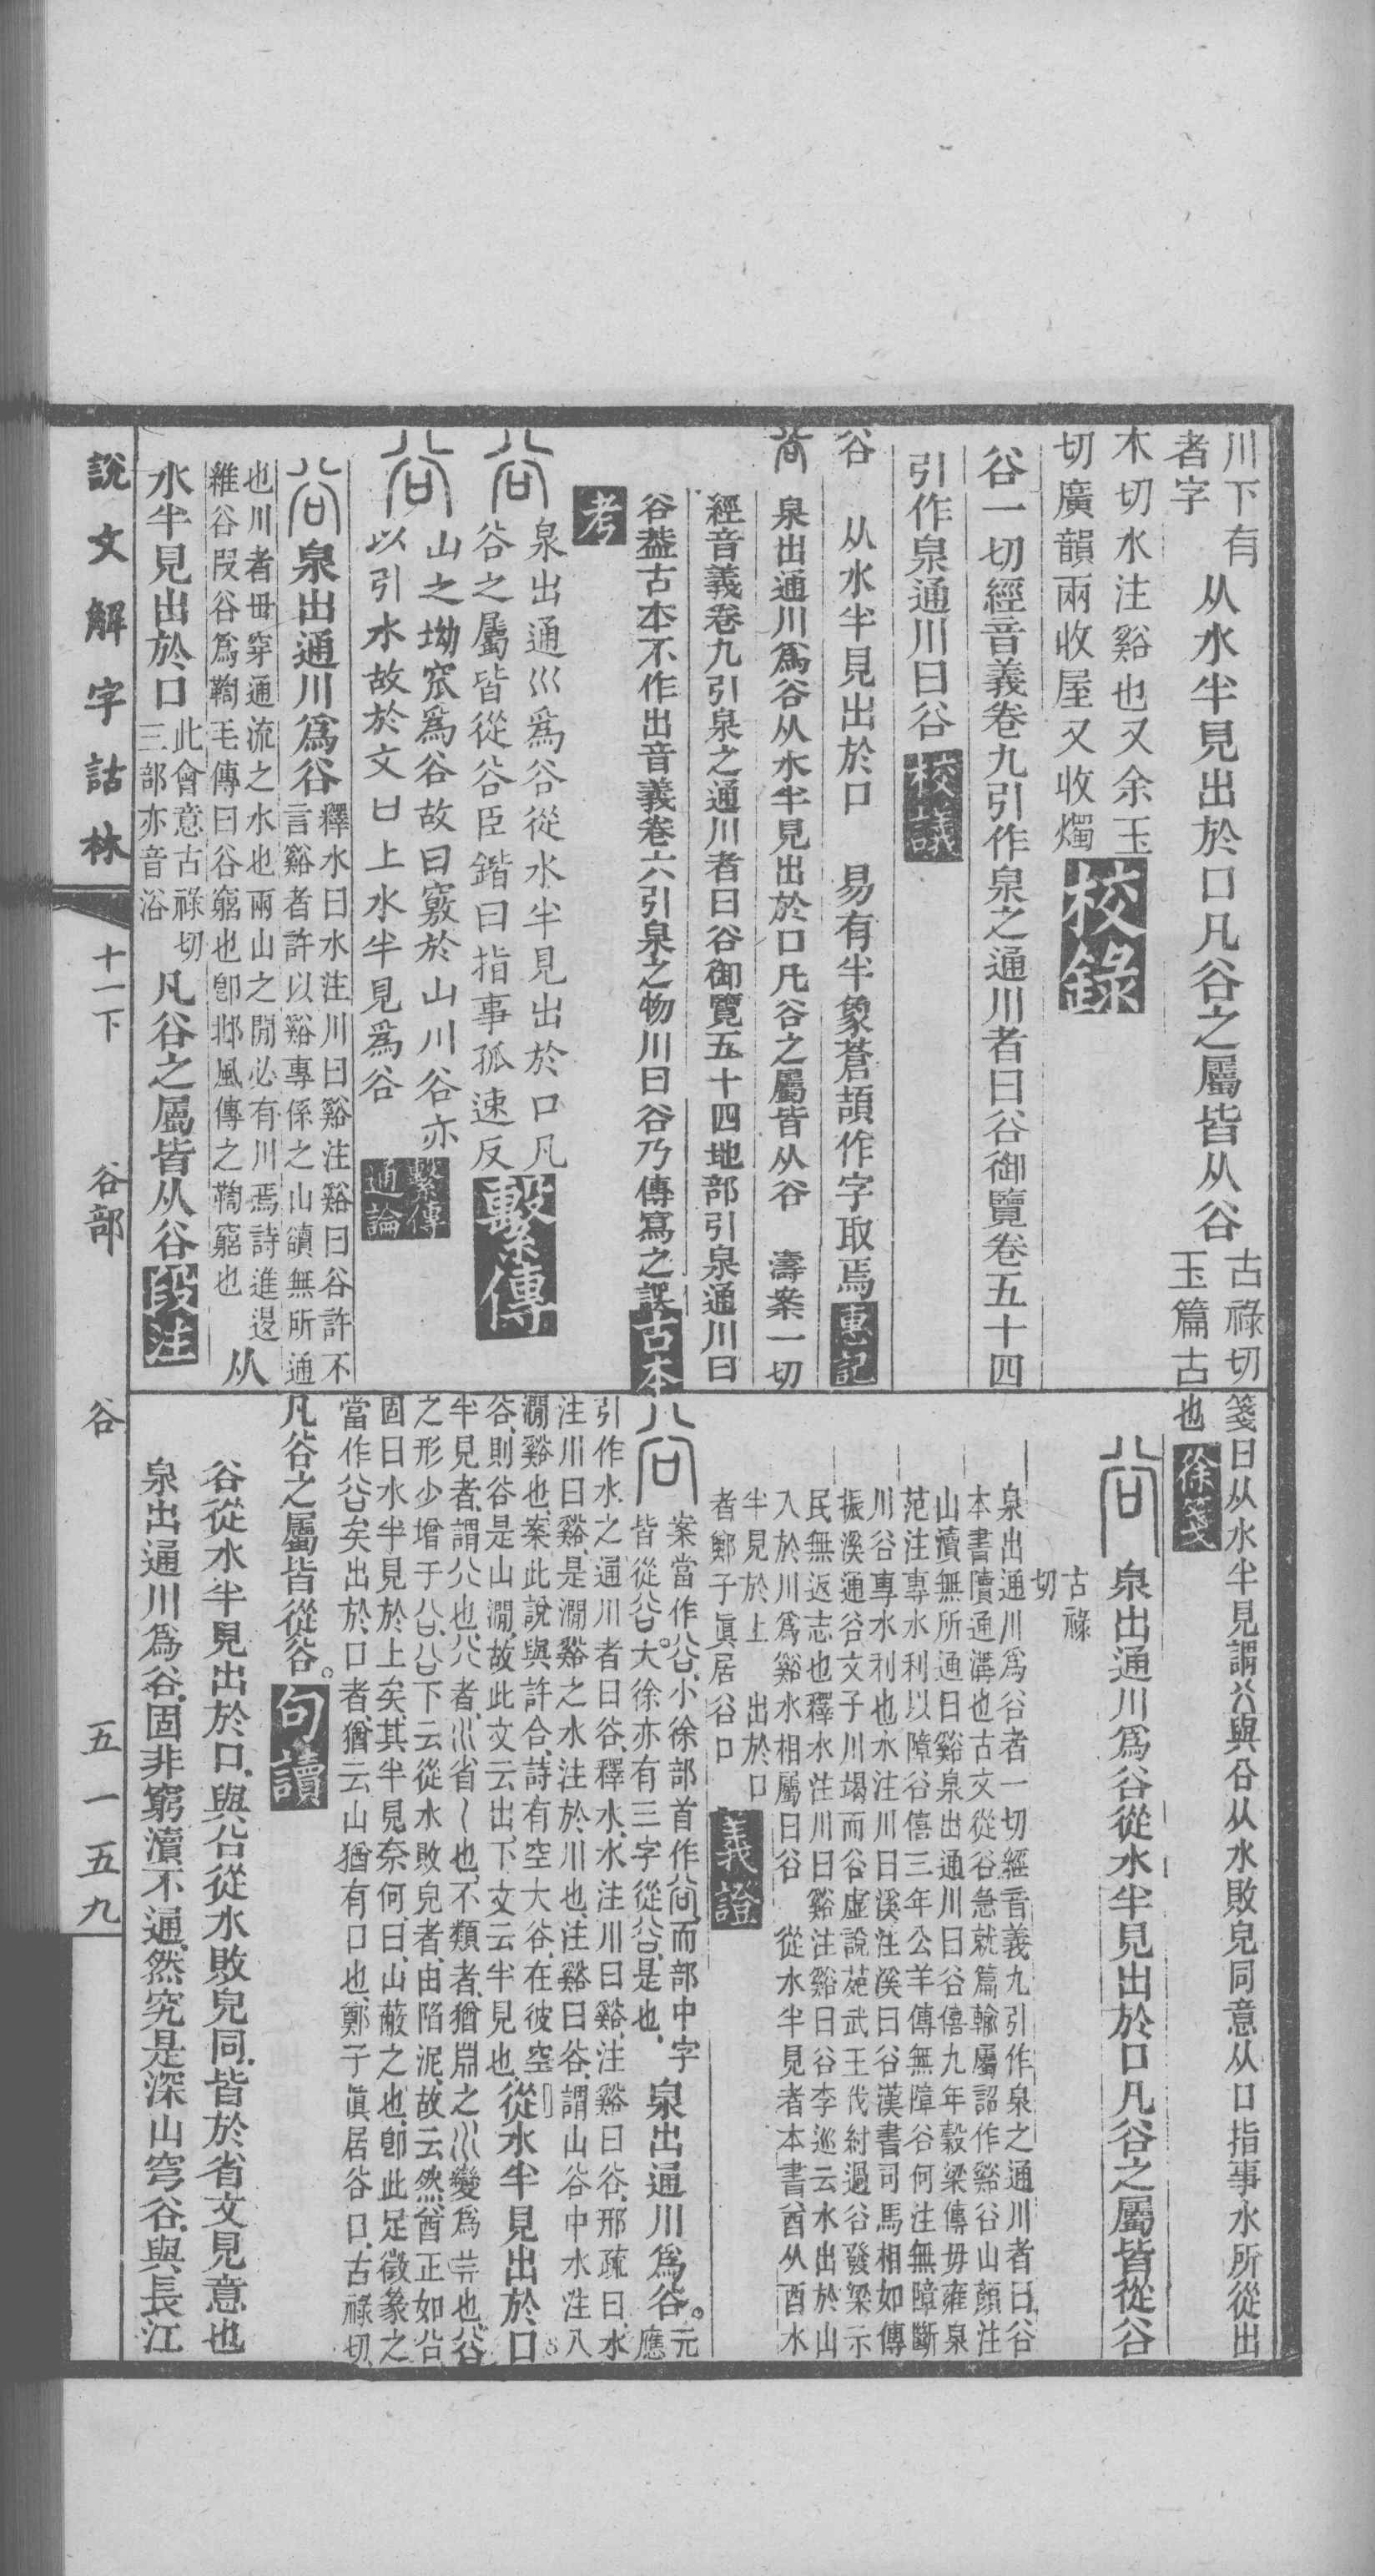 川下有者字從水半見出於口凡谷之屬皆从谷古祿切玉篇古
木切水注谿也又余玉切廣韻兩收屋又收燭 校錄
谷一切經音義卷九引作泉之通川者曰谷御覽卷五十四
引作泉通川曰谷 校議
谷 从水半見出於口 易有半象蒼頡作字取焉 惠記
泉出通川爲谷从水半見出於口凡谷之屬皆从谷 濤案一切
經音義卷九引泉之通川者曰谷御覽五十四地部引泉通川曰
谷蓋古本不作出音義卷六引泉之物川曰谷乃傳寫之誤 古本
考
泉出通巛爲谷從水半見出於口凡
谷之屬皆從谷臣鍇曰指事孤速反 繫傳
山之坳窊爲谷故曰竅於山川谷亦
以引水故於文口上水半見爲谷 繫傳通論
泉出通川爲谷 釋水曰水注川曰谿注谿曰谷許不
言谿者許以谿專係之山豄無所通
也川者毌穿通流之水也兩山之閒必有川焉詩進退
維谷叚谷爲鞫毛傳曰谷窮也卽邶風傳之鞫窮也 从
水半見出於口 此會意古祿切
三部亦音浴 凡谷之屬皆从谷 段注
說文解字詁林 十一下 谷部 谷 五一五九
箋曰从水半見謂 與㕣从水敗皃同意从口指事水所從出
也 徐箋
泉出通川爲谷從水半見出於口凡谷之屬皆從谷
古祿
切
泉出通川爲谷者一切經音義九引作泉之通川者曰谷
本書隫通溝也古文從谷急就篇輸屬詔作谿谷山顏注
山瀆無所通曰谿泉出通川曰谷僖九年穀梁傳毋雍泉
范注專水利以障谷僖三年公羊傳無障谷何注無障斷
川谷專水利也水注川曰溪注溪曰谷漢書司馬相如傳
振溪通谷文子川竭而谷虛說苑武王伐紂過谷發梁示
民無返志也釋水注川曰谿注谿曰谷李巡云水出於山
入於川爲谿水相屬曰谷 從水半見者本書酋从酉水
半見於上 出於口
者鄭子眞居谷口 義證
案當作 小徐部首作 而部中字
皆從 大徐亦有三字從 是也 泉出通川爲谷。元應
引作水之通川者曰谷、釋水、水注川曰谿、注谿曰谷、邢疏曰、水
注川曰谿、是澗谿之水注於川也、注谿曰谷、謂山谷中水注入
澗谿也、案此說與許合、詩有空大谷、在彼空
谷、則谷是山澗、故此文云出、下文云半見也 從水半見出於口
半見者、謂 也、 者、 省 也、不類者、猶淵之 變爲 也、谷
之形少增于㕣、㕣下云從水敗皃者、由陷泥、故云然、酋正如㕣
固曰水半見於上矣、其半見奈何、曰、山蔽之也、卽此足徵篆之
當作 矣出於口者、猶云山猶有口也、鄭子眞居谷口、古祿切、
凡谷之屬皆從谷。 句讀
谷從水半見出於口、與㕣從水敗皃同、皆於省文見意也
泉出通川爲谷、固非窮瀆不通、然究是深山窮谷、與長江